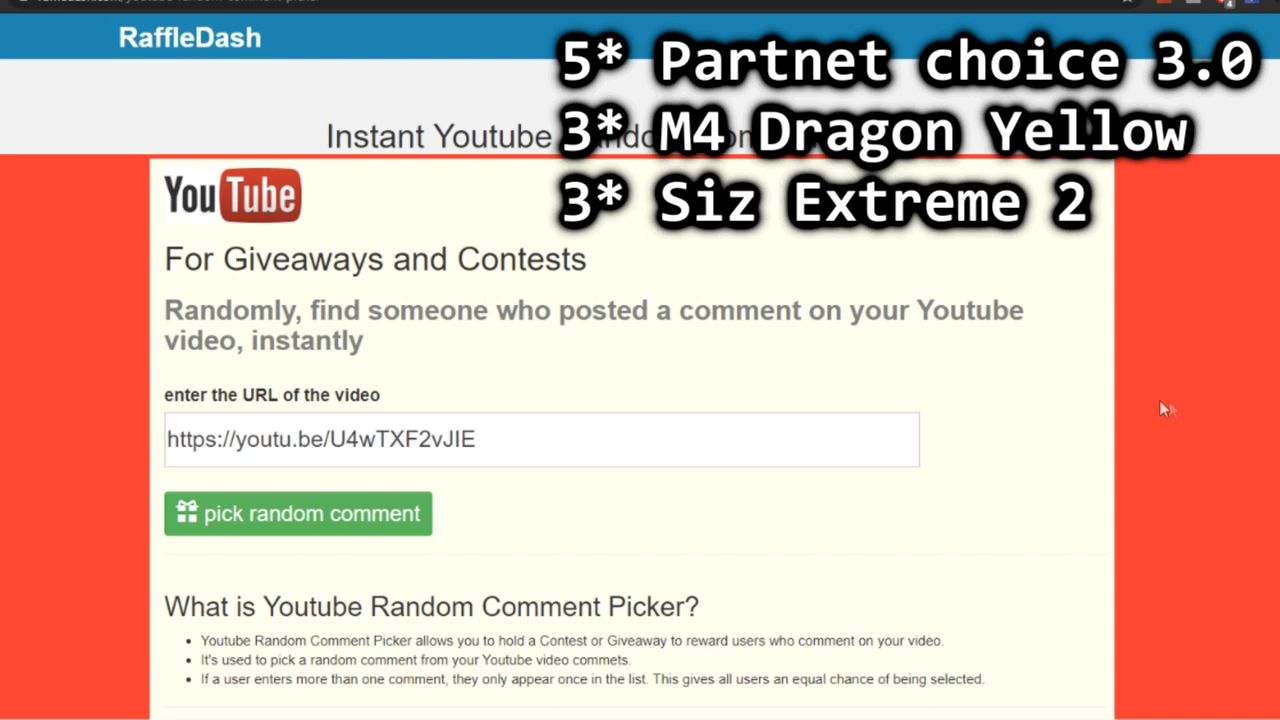 RaffleDash
5* Partnet choice 3.0
Instant Youtube
3* M4 Dragon Yellow
YouTube
3* Siz Extreme 2
For Giveaways and Contests
Randomly, find someone who posted a comment on your Youtube
video, instantly
enter the URL of the video
https://youtu.be/U4wTXF2vJIE
pick random comment
What is Youtube Random Comment Picker?
Youtube Random Comment Picker allows you to hold a Contest or Giveaway to reward users who comment on your video.
It's used to pick a random comment from your Youtube video commets.
If a user enters more than one comment, they only appear once in the list. This gives all users an equal chance of being selected.